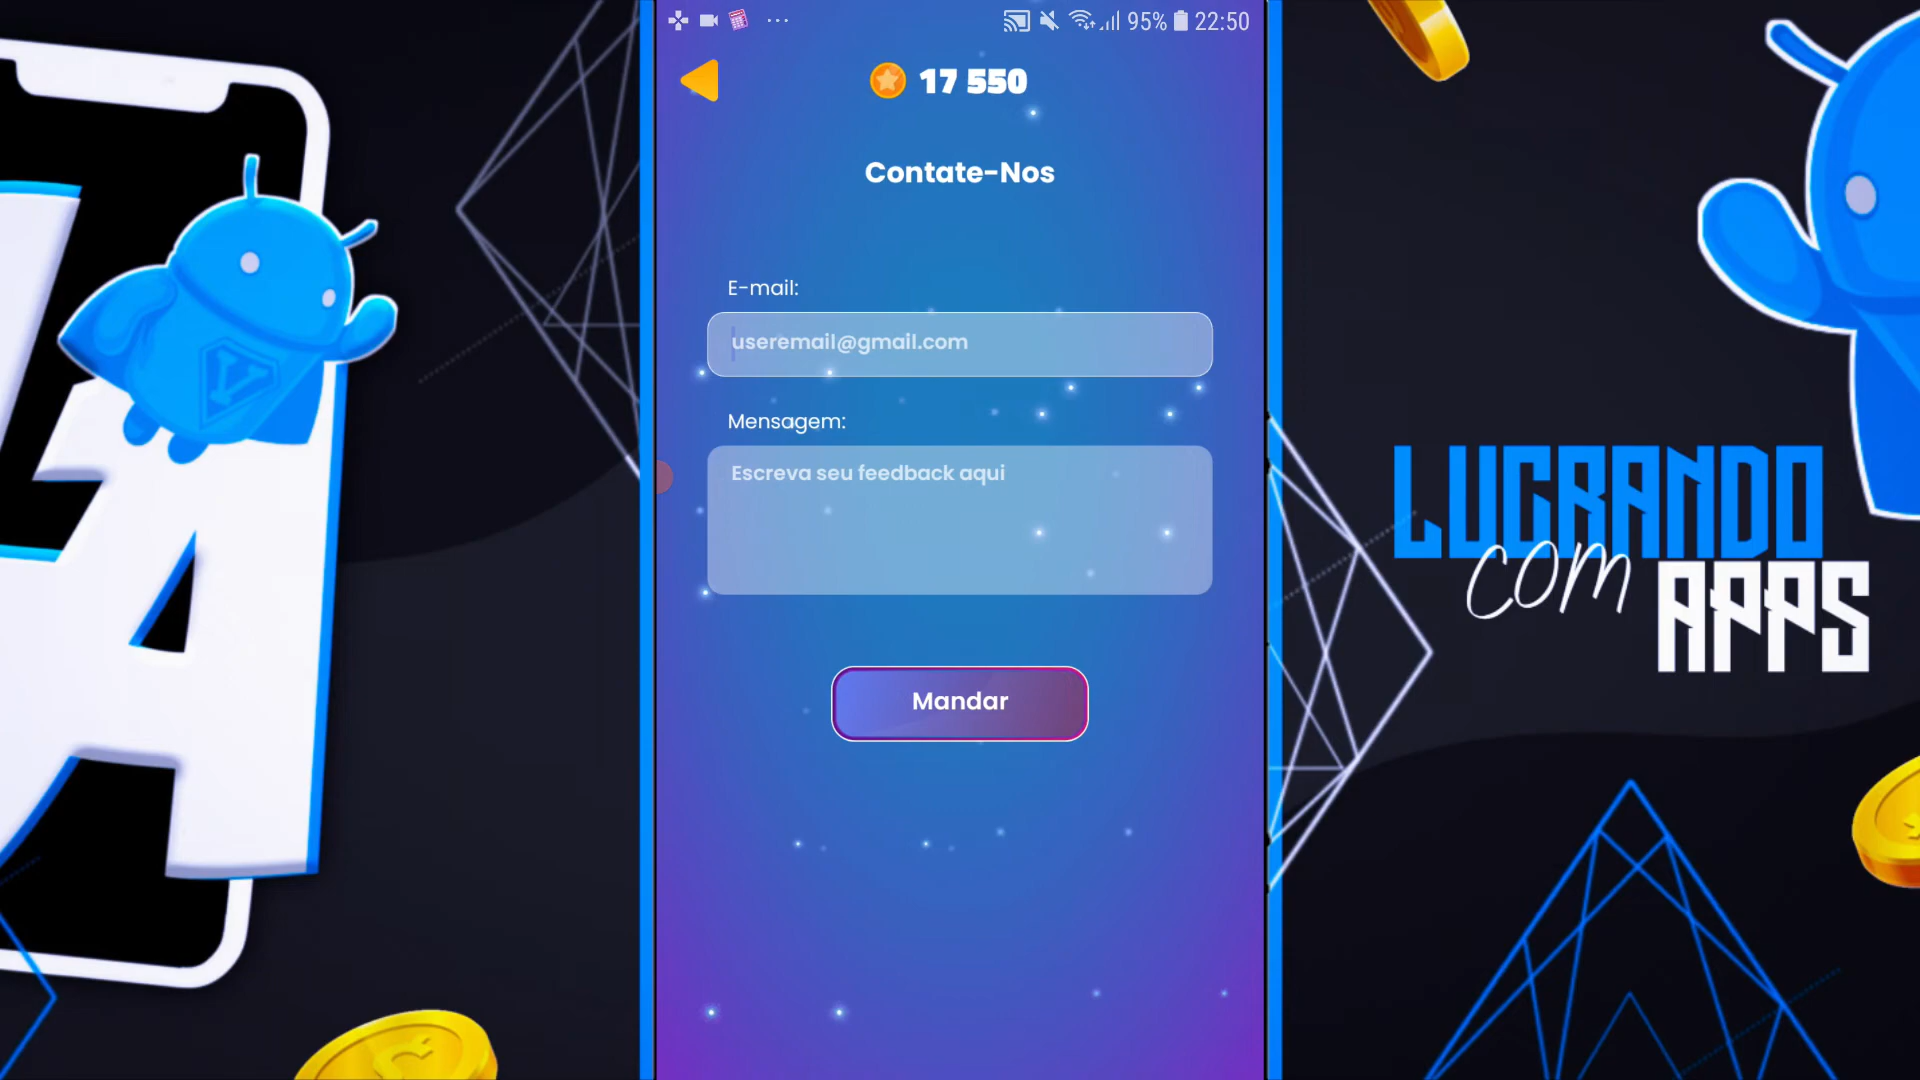 95% 22:50
17 550
Contate-Nos
E-mail:
useremail@gmail.com
Mensagem:
Escreva seu feedback aqui
Mandar
LUCRANDO
com
APPS